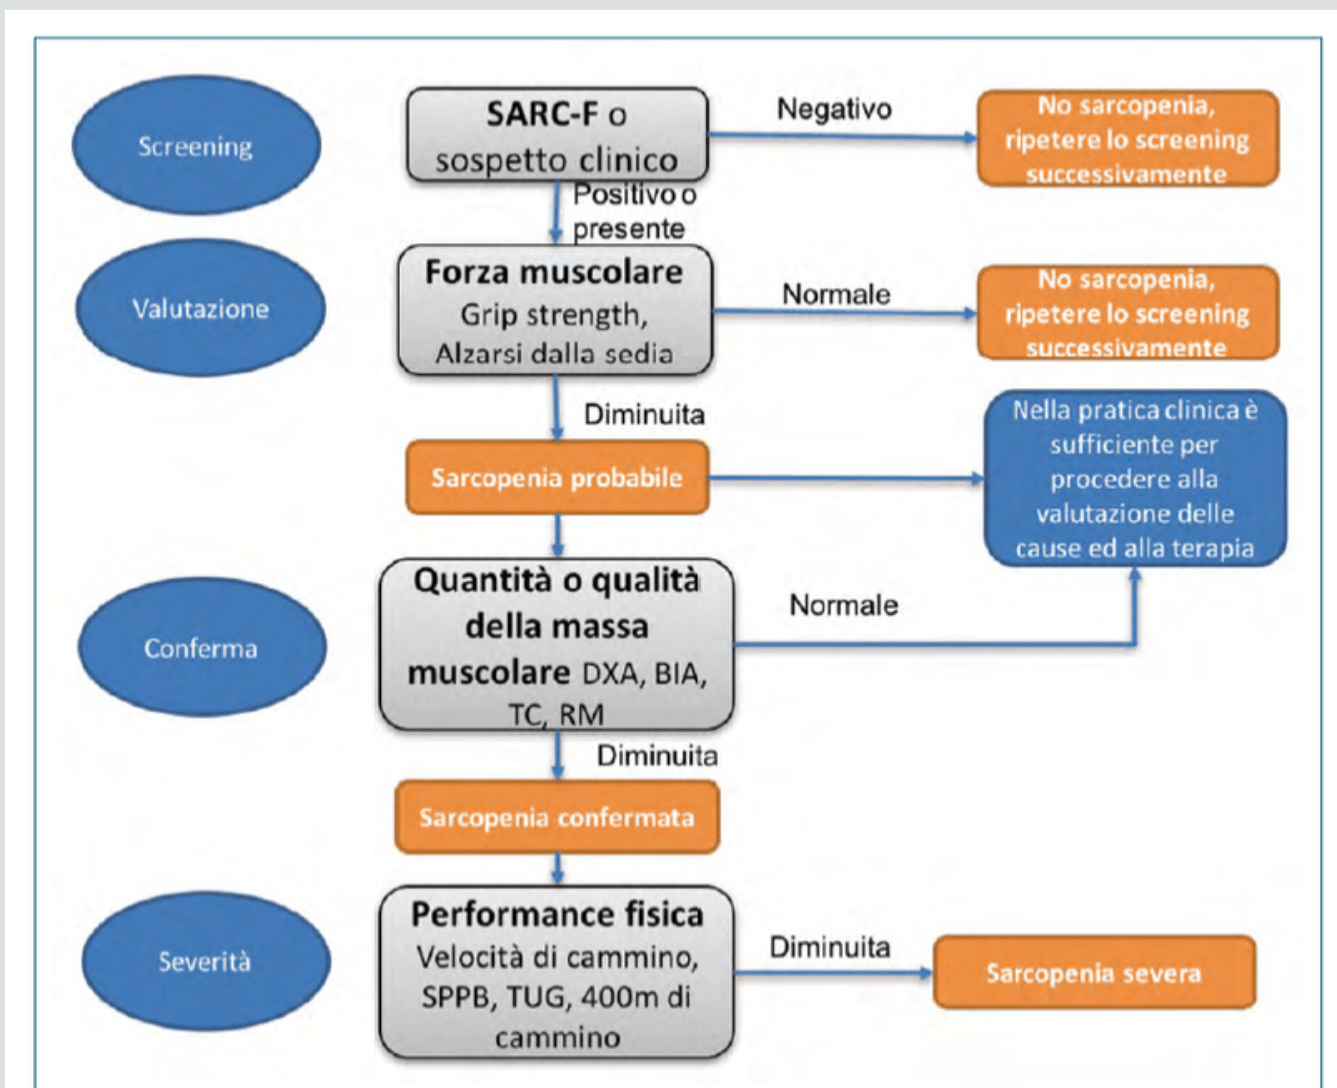 Screening
SARC-F o
sospetto clinico
Negativo
No sarcopenia,
ripetere lo screening
successivamente
Positivo o
presente
Valutazione
Forza muscolare
Grip strength,
Alzarsi dalla sedia
Normale
No sarcopenia,
ripetere lo screening
successivamente
Diminuita
Sarcopenia probabile
Nella pratica clinica è
sufficiente per
procedere alla
valutazione delle
cause ed alla terapia
Conferma
Quantità o qualità
della massa
muscolare DXA, BIA,
TC, RM
Normale
Diminuita
Sarcopenia confermata
Severità
Performance fisica
Velocità di cammino,
SPPB, TUG, 400m di
cammino
Diminuita
Sarcopenia severa